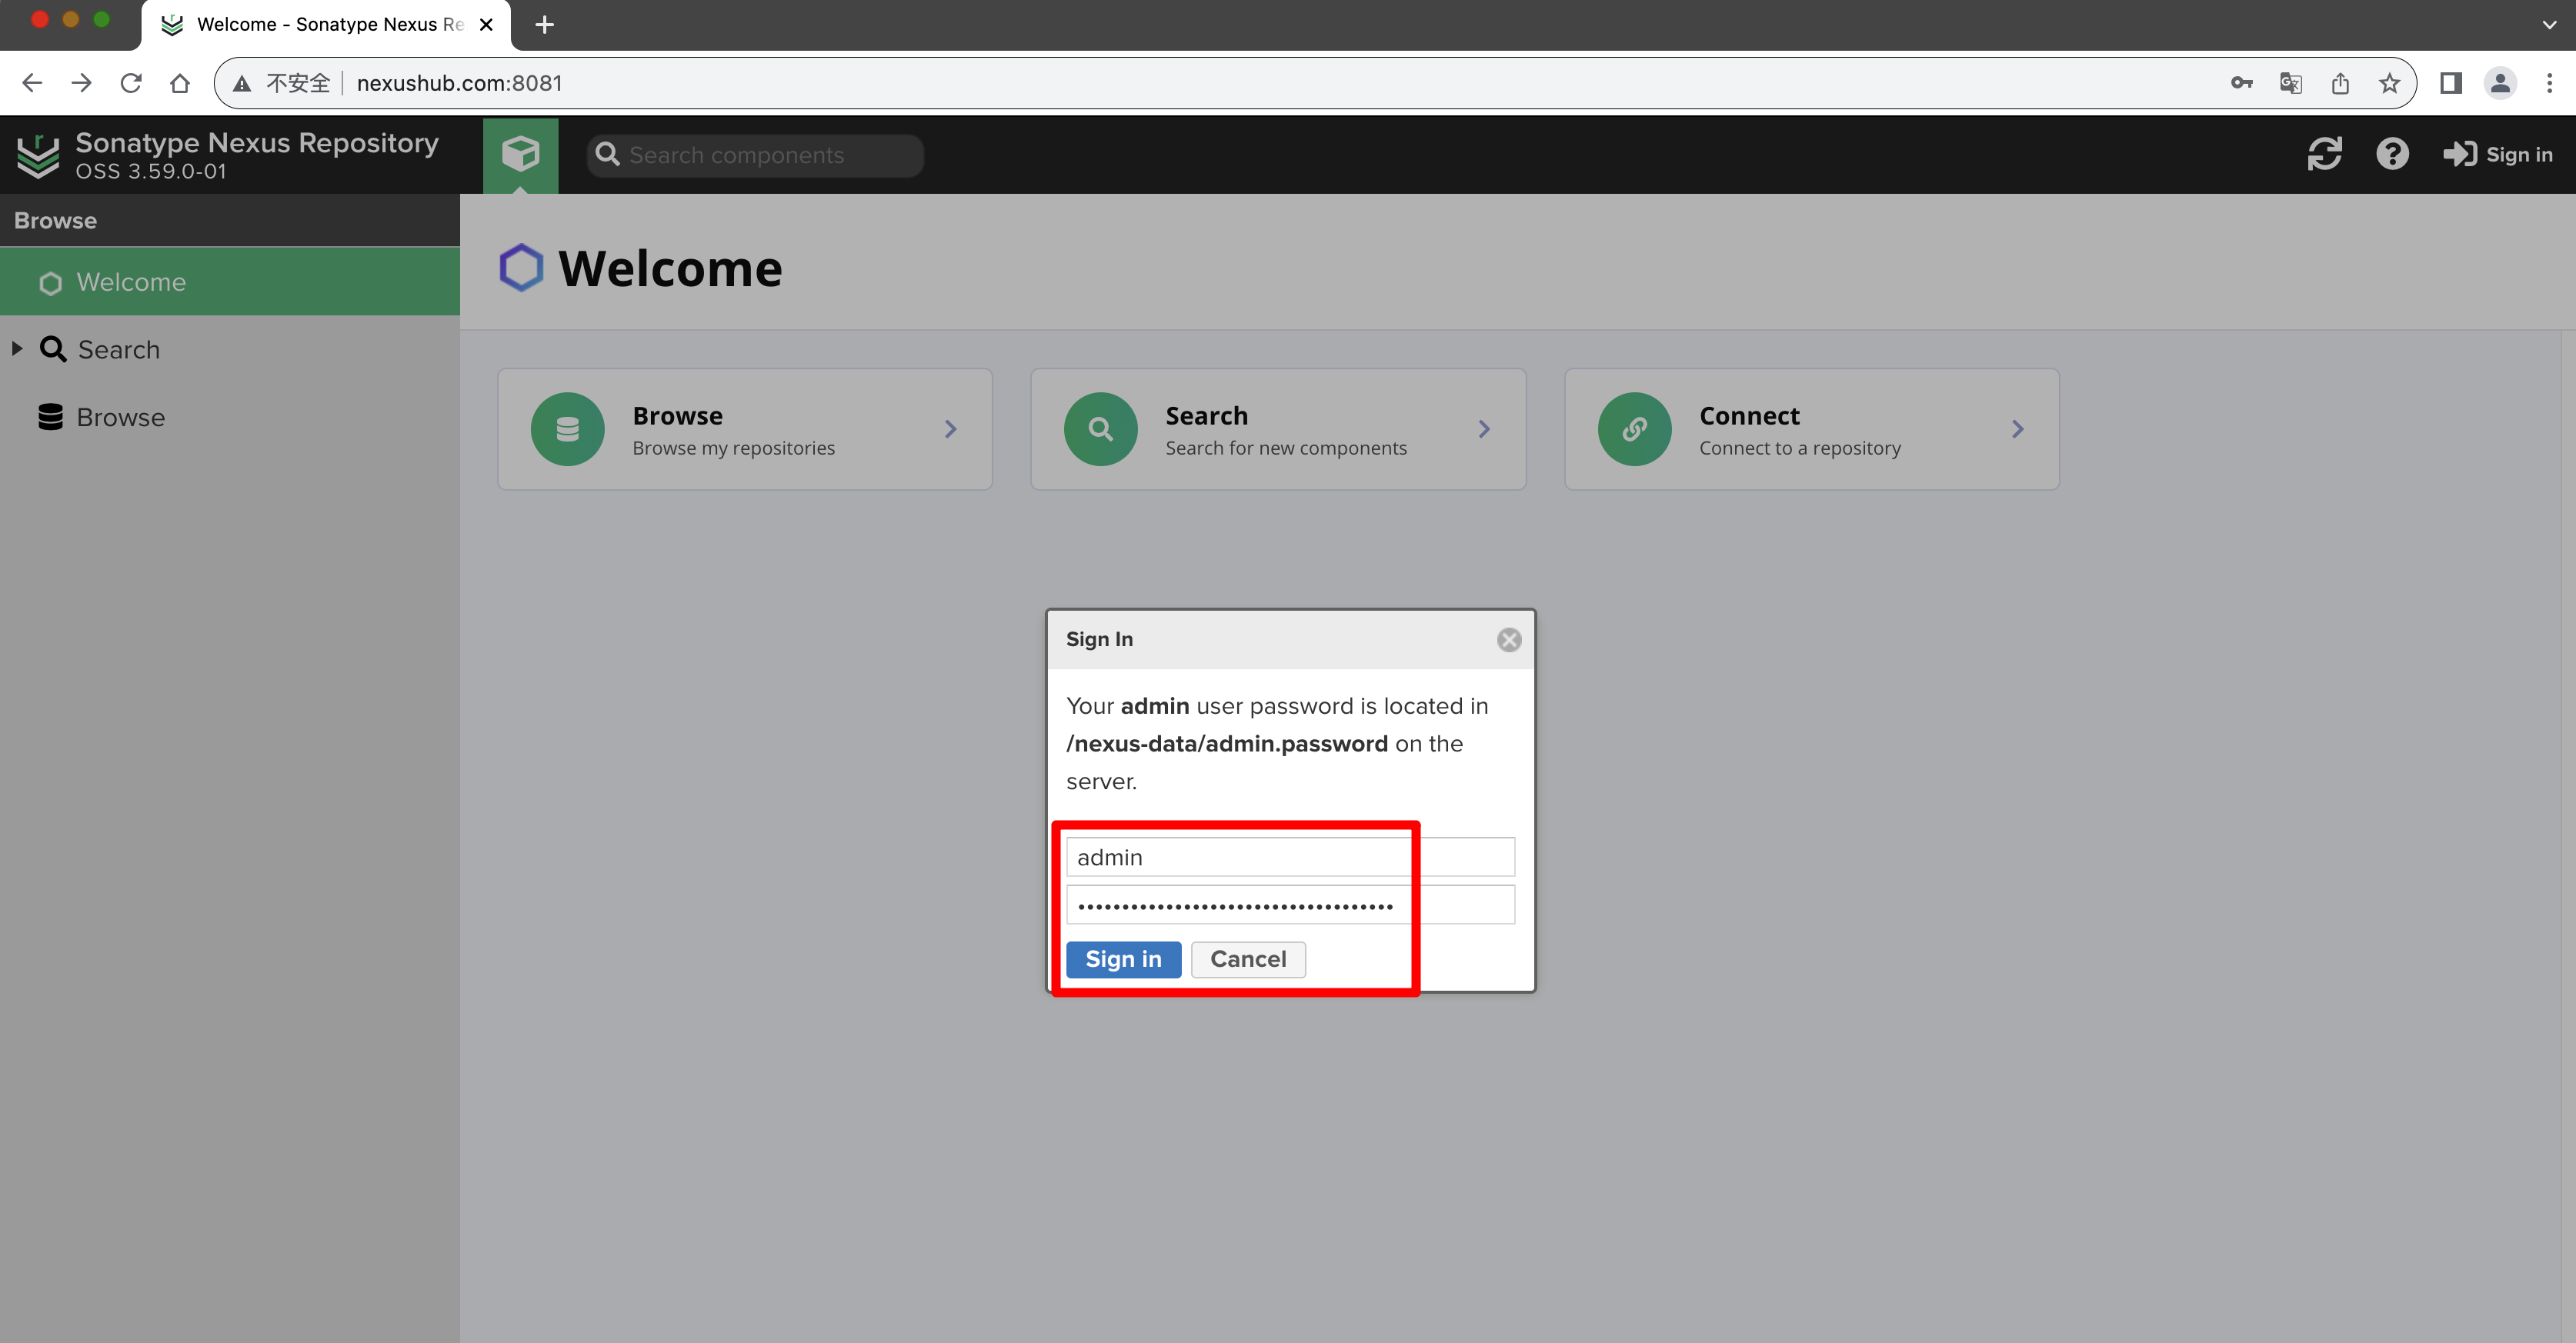 Welcome - Sonatype Nexus Re
不安全 nexushub.com:8081
Sonatype Nexus Repository
OSS 3.59.0-01
Search components
Sign in
Browse
Welcome
Search
Browse
Welcome
Browse
Browse my repositories
Search
Search for new components
Connect
Connect to a repository
Sign In
Your admin user password is located in
/nexus-data/admin.password on the
server.
admin
••••••••••••••••••••••••••••••••••••
Sign in Cancel